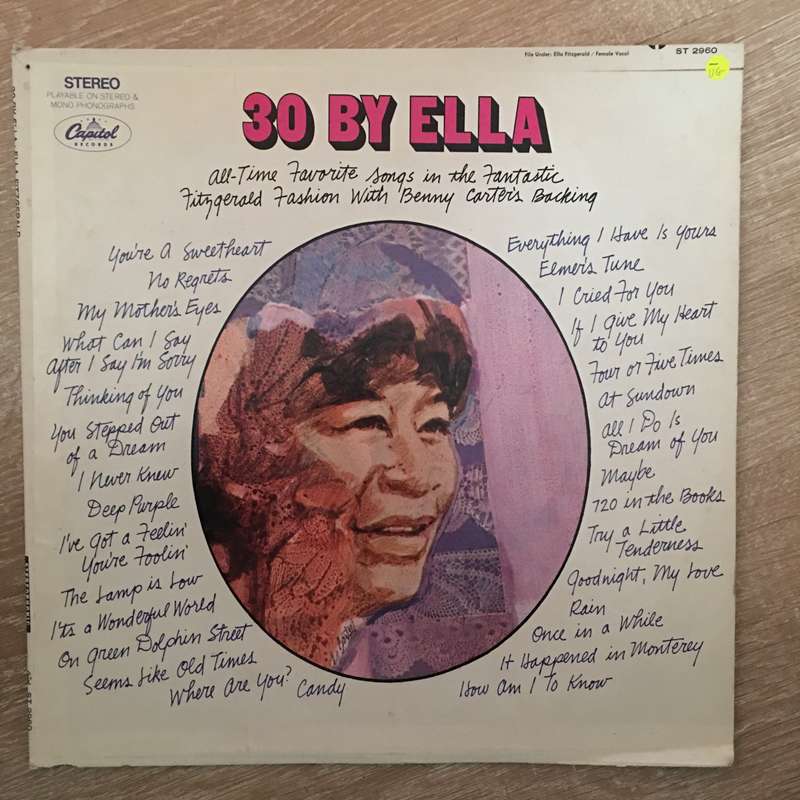 File Under: Ella Fitzgerald / Female Vocal
ST 2960
STEREO
PLAYABLE ON STEREO &
MONO PHONOGRAPHS
Capitol
RECORDS
30 BY ELLA
All-Time Favorite Songs in the Fantastic
Fitzgerald Fashion With Benny Carter's Backing
You're A Sweetheart
No Regrets
My Mother's Eyes
What Can I Say
After I Say I'm Sorry
Thinking of You
You Stepped Out
of a Dream
I Never Knew
Deep Purple
I've Got a Feelin'
You're Foolin'
The Lamp is Low
I'ts a Wonderful World
On Green Dolphin Street
Seems Like Old Times
Where Are You?
Candy
Everything I Have Is Yours
Elmer's Tune
I Cried For You
If I Give My Heart
to You
Four or Five Times
At Sundown
All I Do Is
Dream of You
Maybe
720 in the Books
Try a Little
Tenderness
Goodnight, My Love
Rain
Once in a While
It Happened in Monterey
How Am I To Know